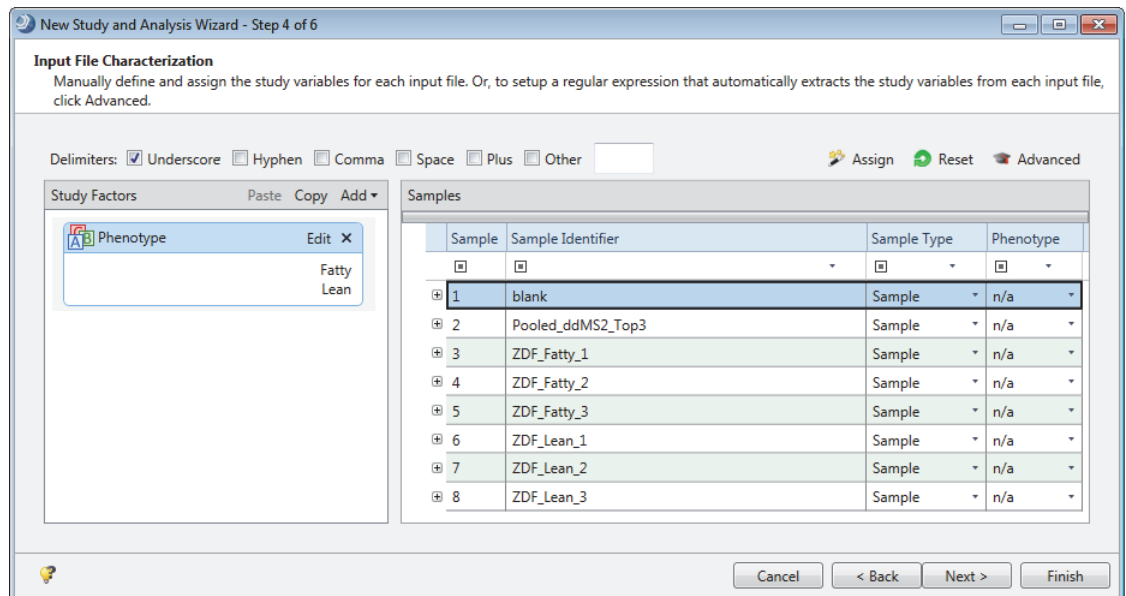 New Study and Analysis Wizard - Step 4 of 6
Input File Characterization
Manually define and assign the study variables for each input file. Or, to setup a regular expression that automatically extracts the study variables from each input file,
click Advanced.
Delimiters: Underscore Hyphen Comma Space Plus Other Assign Reset Advanced
Study Factors Paste Copy Add Samples
Phenotype Edit X
Fatty
Lean
Sample Sample Identifier Sample Type Phenotype
1 blank Sample n/a
2 Pooled_ddMS2_Top3 Sample n/a
3 ZDF_Fatty_1 Sample n/a
4 ZDF_Fatty_2 Sample n/a
5 ZDF_Fatty_3 Sample n/a
6 ZDF_Lean_1 Sample n/a
7 ZDF_Lean_2 Sample n/a
8 ZDF_Lean_3 Sample n/a
Cancel < Back Next > Finish